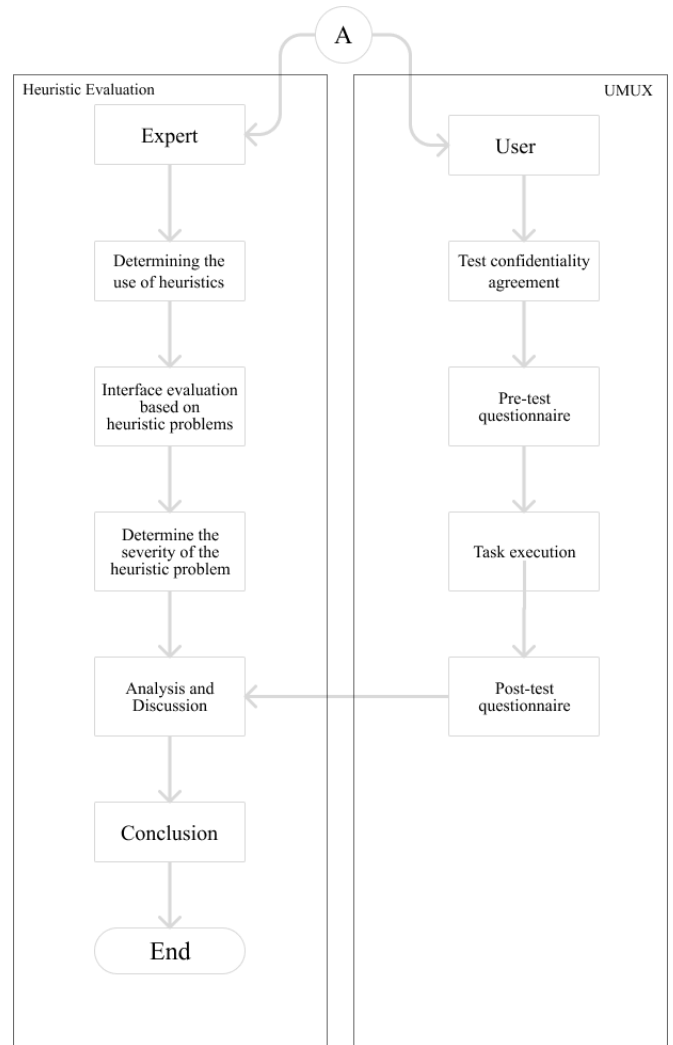 A
Heuristic Evaluation
UMUX
Expert
User
Determining the
use of heuristics
Test confidentiality
agreement
Interface evaluation
based on
heuristic problems
Pre-test
questionnaire
Determine the
severity of the
heuristic problem
Task execution
Analysis and
Discussion
Post-test
questionnaire
Conclusion
End